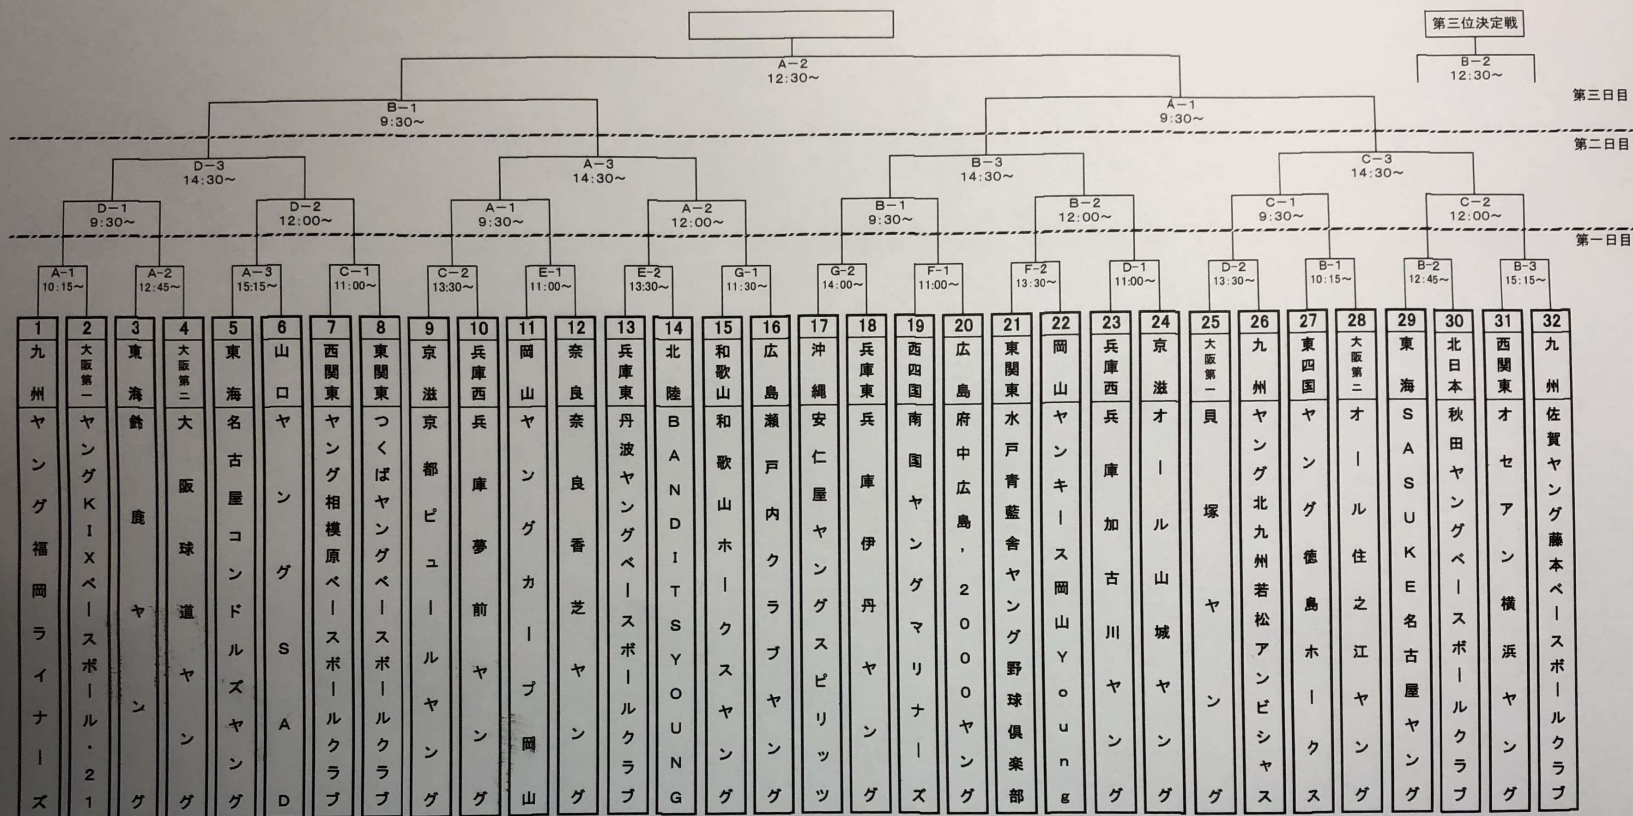 第三位決定戦
A-2
12:30~
B-2
12:30~
第三日目
B-1
9:30~
A-1
9:30~
第二日目
D-3
14:30~
A-3
14:30~
B-3
14:30~
C-3
14:30~
D-1
9:30~
D-2
12:00~
A-1
9:30~
A-2
12:00~
B-1
9:30~
B-2
12:00~
C-1
9:30~
C-2
12:00~
第一日目
A-1
10:15~
A-2
12:45~
A-3
15:15~
C-1
11:00~
C-2
13:30~
E-1
11:00~
E-2
13:30~
G-1
11:30~
G-2
14:00~
F-1
11:00~
F-2
13:30~
D-1
11:00~
D-2
13:30~
B-1
10:15~
B-2
12:45~
B-3
15:15~
1
九州
ヤング福岡ライナーズ
2
大阪第一
ヤングKIXベースボール・21
3
東海
鈴鹿ヤング
4
大阪第二
大阪球道ヤング
5
東海
名古屋コンドルズヤング
6
山口
ヤングSAD
7
西関東
ヤング相模原ベースボールクラブ
8
東関東
つくばヤングベースボールクラブ
9
京滋
京都ピュールヤング
10
兵庫西
兵庫夢前ヤング
11
岡山
ヤングカープ岡山
12
奈良
奈良香芝ヤング
13
兵庫東
丹波ヤングベースボールクラブ
14
北陸
BANDITSYOUNG
15
和歌山
和歌山ホークスヤング
16
広島
瀬戸内クラブヤング
17
沖縄
安仁屋ヤングスピリッツ
18
兵庫東
兵庫伊丹ヤング
19
西四国
南国ヤングマリナーズ
20
広島
府中広島,2000ヤング
21
東関東
水戸青藍舎ヤング野球倶楽部
22
岡山
ヤンキース岡山Young
23
兵庫西
兵庫加古川ヤング
24
京滋
オール山城ヤング
25
大阪第一
貝塚ヤング
26
九州
ヤング北九州若松アンビシャス
27
東四国
ヤング徳島ホークス
28
大阪第二
オール住之江ヤング
29
東海
SASUKE名古屋ヤング
30
北日本
秋田ヤングベースボールクラブ
31
西関東
オセアン横浜ヤング
32
九州
佐賀ヤング藤本ベースボールクラブ